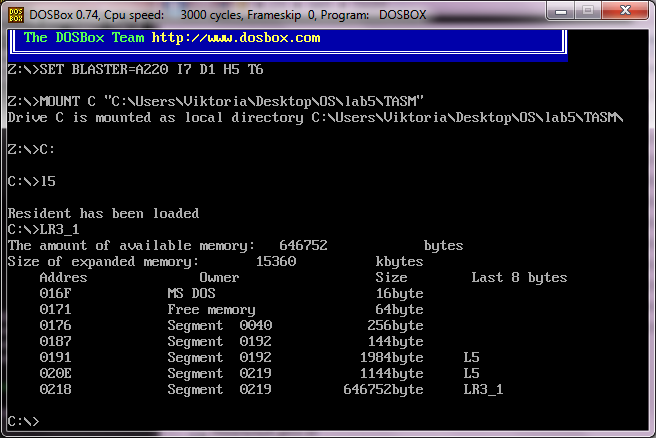 DOSBox 0.74, Cpu speed: 3000 cycles, Frameskip 0, Program: DOSBOX
The DOSBox Team http://www.dosbox.com
Z:\>SET BLASTER=A220 I7 D1 H5 T6
Z:\>MOUNT C "C:\Users\Viktoria\Desktop\OS\lab5\TASM"
Drive C is mounted as local directory C:\Users\Viktoria\Desktop\OS\lab5\TASM\
Z:\>C:
C:\>l5
Resident has been loaded
C:\>LR3_1
The amount of available memory: 646752 bytes
Size of expanded memory: 15360 kbytes
Addres Owner Size Last 8 bytes
016F MS DOS 16byte
0171 Free memory 64byte
0176 Segment 0040 256byte
0187 Segment 0192 144byte
0191 Segment 0192 1984byte L5
020E Segment 0219 1144byte L5
0218 Segment 0219 646752byte LR3_1
C:\>